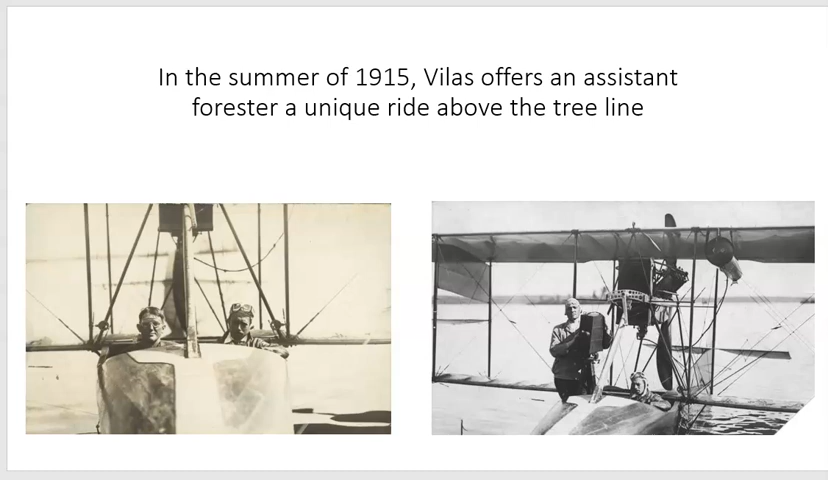 In the summer of 1915, Vilas offers an assistant
forester a unique ride above the tree line